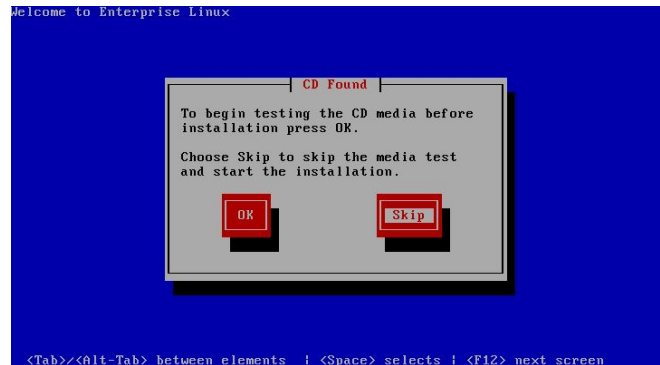 Welcome to Enterprise Linux
CD Found
To begin testing the CD media before
installation press OK.
Choose Skip to skip the media test
and start the installation.
OK Skip
<Tab>/<Alt-Tab> between elements | <Space> selects | <F12> next screen